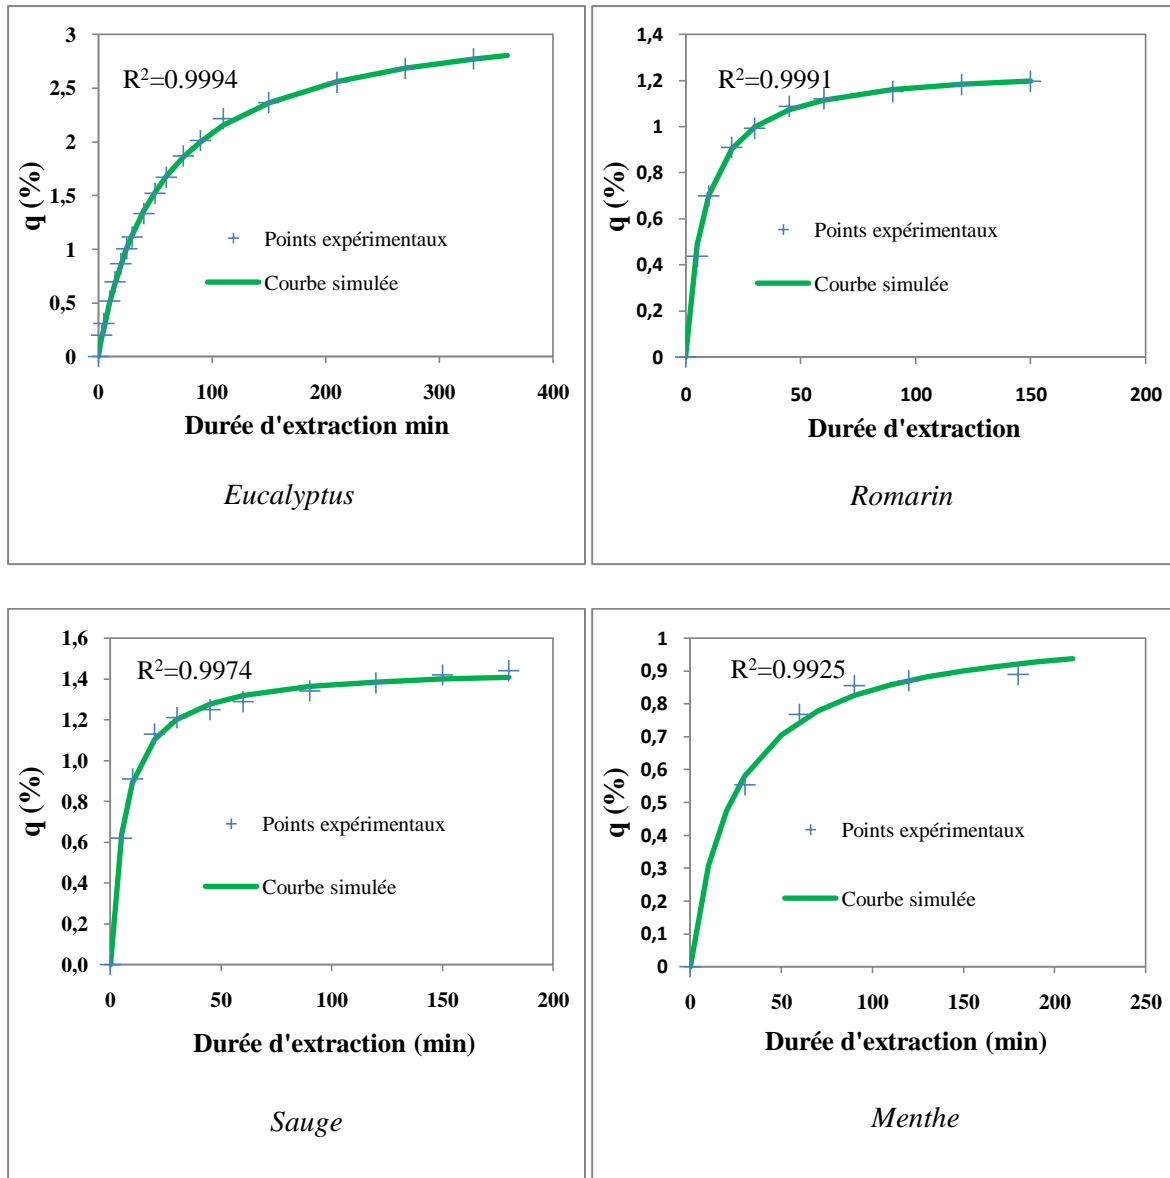 3
2,5
2
1,5
1
0,5
0
R²=0.9994
q (%)
Points expérimentaux
Courbe simulée
0 100 200 300 400
Durée d'extraction min
Eucalyptus
1,4
1,2
1
0,8
0,6
0,4
0,2
0
R²=0.9991
q (%)
Points expérimentaux
Courbe simulée
0 50 100 150 200
Durée d'extraction
Romarin
1,6
1,4
1,2
1,0
0,8
0,6
0,4
0,2
0,0
R²=0.9974
q (%)
Points expérimentaux
Courbe simulée
0 50 100 150 200
Durée d'extraction (min)
Sauge
1
0,9
0,8
0,7
0,6
0,5
0,4
0,3
0,2
0,1
0
R²=0.9925
q (%)
Points expérimentaux
Courbe simulée
0 50 100 150 200 250
Durée d'extraction (min)
Menthe